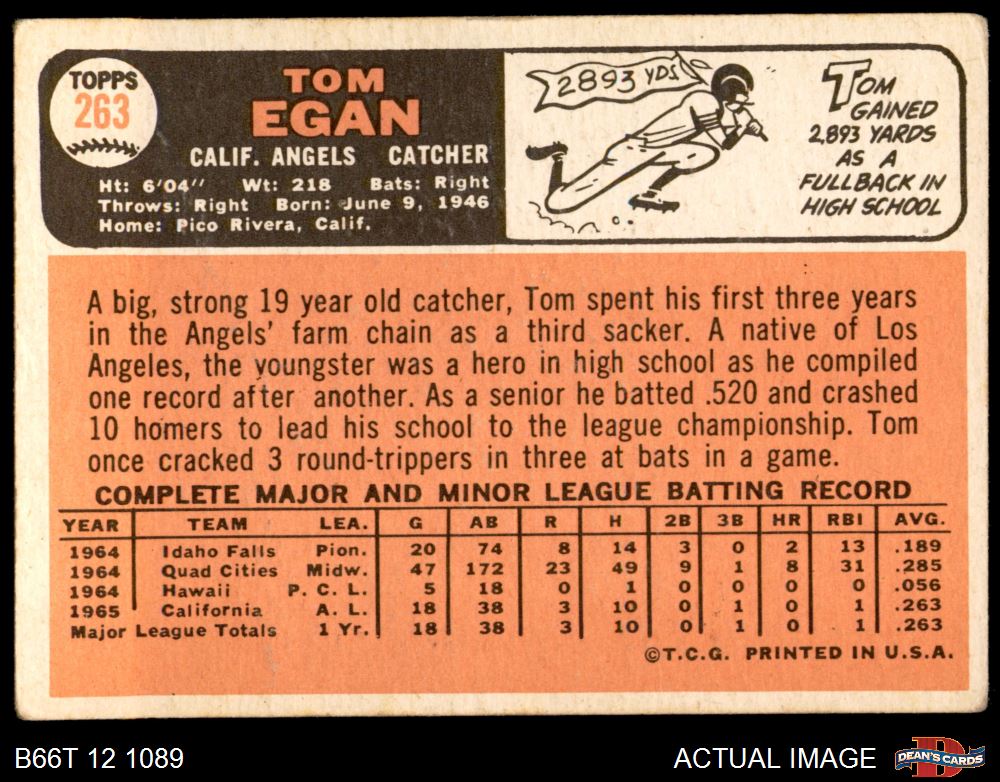 TOPPS
263
TOM
EGAN
CALIF. ANGELS CATCHER
Ht: 6'04" Wt: 218 Bats: Right
Throws: Right Born: June 9, 1946
Home: Pico Rivera, Calif.
2893 YDS
TOM
GAINED
2,893 YARDS
AS A
FULLBACK IN
HIGH SCHOOL
A big, strong 19 year old catcher, Tom spent his first three years
in the Angels' farm chain as a third sacker. A native of Los
Angeles, the youngster was a hero in high school as he compiled
one record after another. As a senior he batted .520 and crashed
10 homers to lead his school to the league championship. Tom
once cracked 3 round-trippers in three at bats in a game.
COMPLETE MAJOR AND MINOR LEAGUE BATTING RECORD
YEAR TEAM LEA. G AB R H 2B 3B HR RBI AVG.
1964 Idaho Falls Pion. 20 74 8 14 3 0 2 13 .189
1964 Quad Cities Midw. 47 172 23 49 9 1 8 31 .285
1964 Hawaii P. C. L. 5 18 0 1 0 0 0 0 .056
1965 California A. L. 18 38 3 10 0 1 0 1 .263
Major League Totals 1 Yr. 18 38 3 10 0 1 0 1 .263
©T.C.G. PRINTED IN U.S.A.
B66T 12 1089
ACTUAL IMAGE
D
DEAN'S CARDS